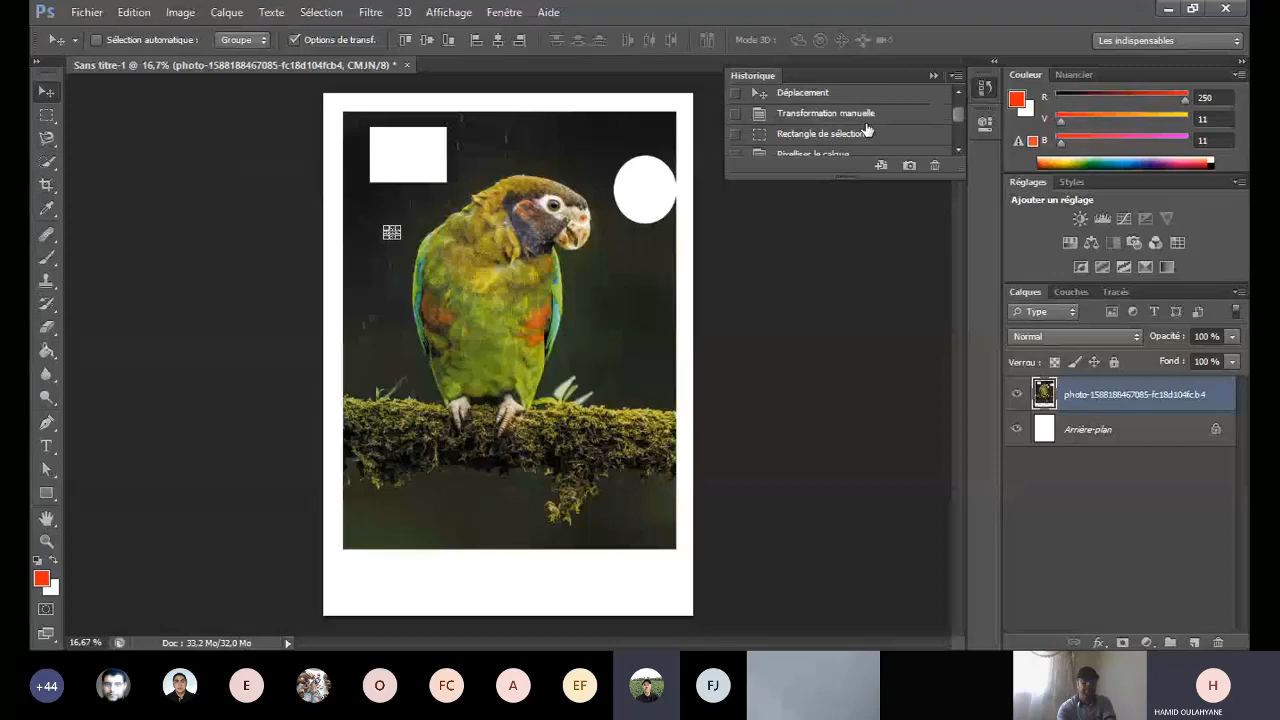 Ps Fichier Edition Image Calque Texte Sélection Filtre 3D Affichage Fenêtre Aide
Sélection automatique : Groupe Options de transf. Mode 3D : Les indispensables
Sans titre-1 @ 16,7% (photo-1588188467085-fc18d104fcb4, CMJN/8) * ×
Historique
Déplacement
Transformation manuelle
Rectangle de sélection
Pixelliser le calque
Couleur Nuancier
R 250
V 11
B 11
Réglages Styles
Ajouter un réglage
Calques Couches Tracés
Type
Normal Opacité : 100 %
Verrou : Fond : 100 %
photo-1588188467085-fc18d104fcb4
Arrière-plan
16,67 % Doc : 33,2 Mo/32,0 Mo
+44 E O FC A EF FJ H
HAMID OULAHYANE